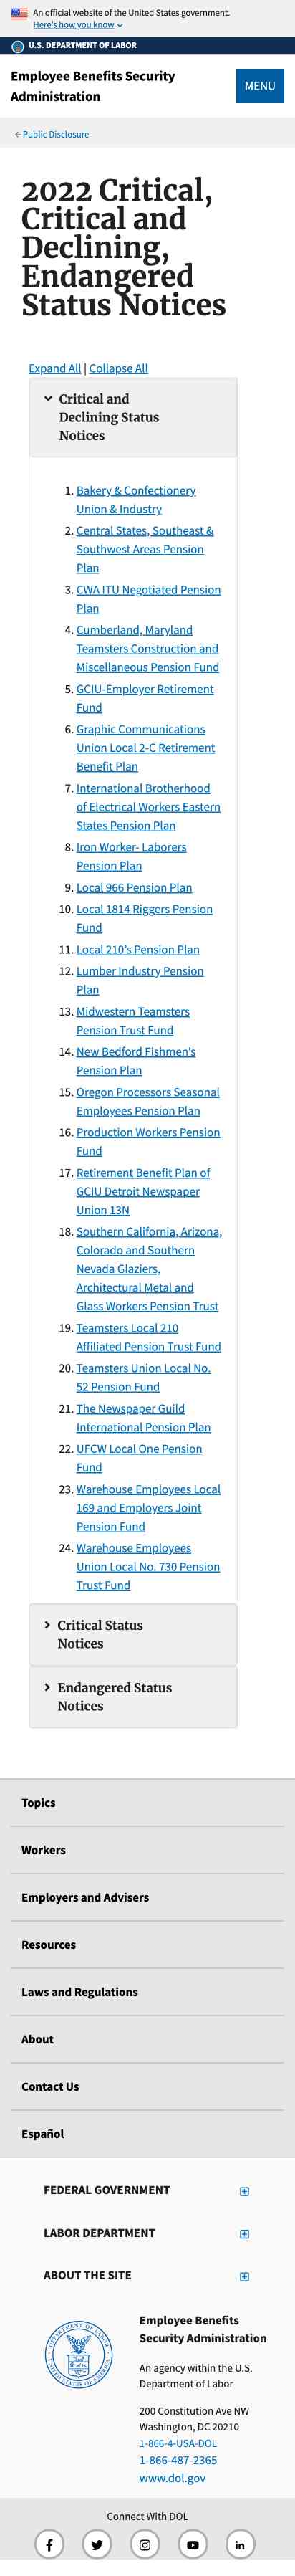 An official website of the United States government.
Here's how you know
U.S. DEPARTMENT OF LABOR
Employee Benefits Security
Administration
MENU
Public Disclosure
2022 Critical,
Critical and
Declining,
Endangered
Status Notices
Expand All | Collapse All
Critical and
Declining Status
Notices
1. Bakery & Confectionery
Union & Industry
2. Central States, Southeast &
Southwest Areas Pension
Plan
3. CWA ITU Negotiated Pension
Plan
4. Cumberland, Maryland
Teamsters Construction and
Miscellaneous Pension Fund
5. GCIU-Employer Retirement
Fund
6. Graphic Communications
Union Local 2-C Retirement
Benefit Plan
7. International Brotherhood
of Electrical Workers Eastern
States Pension Plan
8. Iron Worker- Laborers
Pension Plan
9. Local 966 Pension Plan
10. Local 1814 Riggers Pension
Fund
11. Local 210's Pension Plan
12. Lumber Industry Pension
Plan
13. Midwestern Teamsters
Pension Trust Fund
14. New Bedford Fishmen's
Pension Plan
15. Oregon Processors Seasonal
Employees Pension Plan
16. Production Workers Pension
Fund
17. Retirement Benefit Plan of
GCIU Detroit Newspaper
Union 13N
18. Southern California, Arizona,
Colorado and Southern
Nevada Glaziers,
Architectural Metal and
Glass Workers Pension Trust
19. Teamsters Local 210
Affiliated Pension Trust Fund
20. Teamsters Union Local No.
52 Pension Fund
21. The Newspaper Guild
International Pension Plan
22. UFCW Local One Pension
Fund
23. Warehouse Employees Local
169 and Employers Joint
Pension Fund
24. Warehouse Employees
Union Local No. 730 Pension
Trust Fund
Critical Status
Notices
Endangered Status
Notices
Topics
Workers
Employers and Advisers
Resources
Laws and Regulations
About
Contact Us
Español
FEDERAL GOVERNMENT
LABOR DEPARTMENT
ABOUT THE SITE
DEPARTMENT OF LABOR
UNITED STATES OF AMERICA
Employee Benefits
Security Administration
An agency within the U.S.
Department of Labor
200 Constitution Ave NW
Washington, DC 20210
1-866-4-USA-DOL
1-866-487-2365
www.dol.gov
Connect With DOL